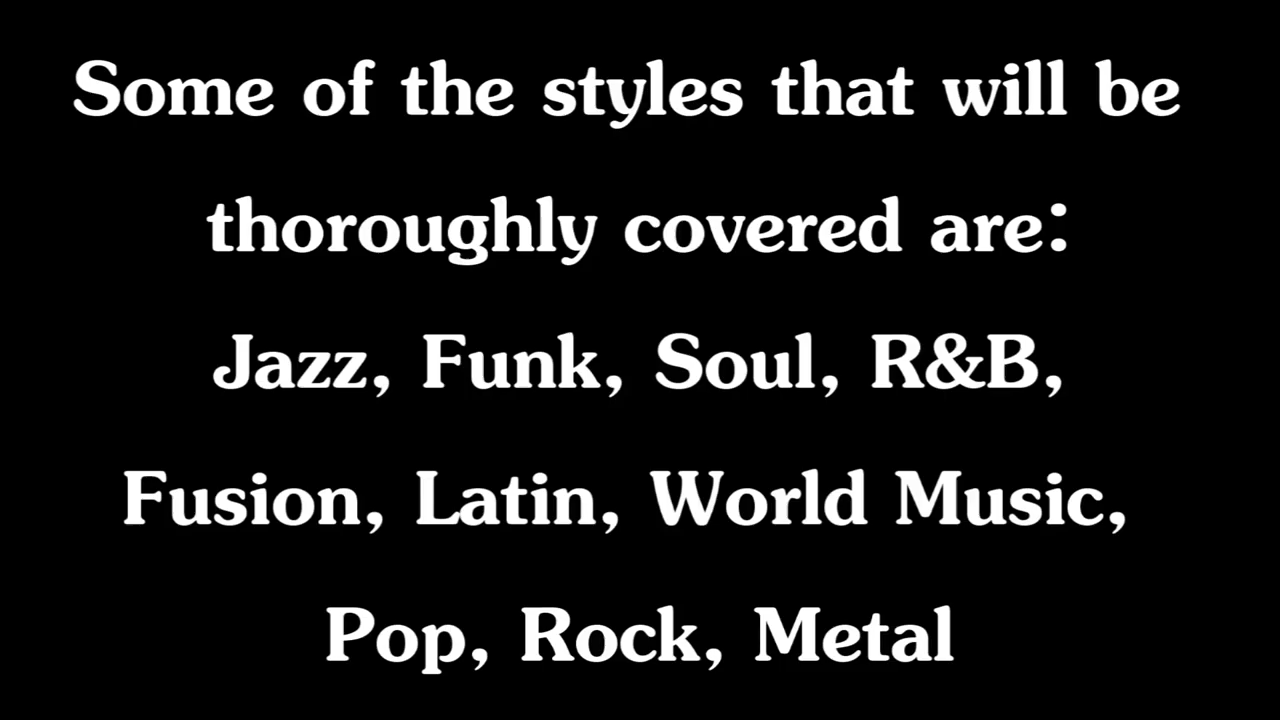 Some of the styles that will be
thoroughly covered are:
Jazz, Funk, Soul, R&B,
Fusion, Latin, World Music,
Pop, Rock, Metal